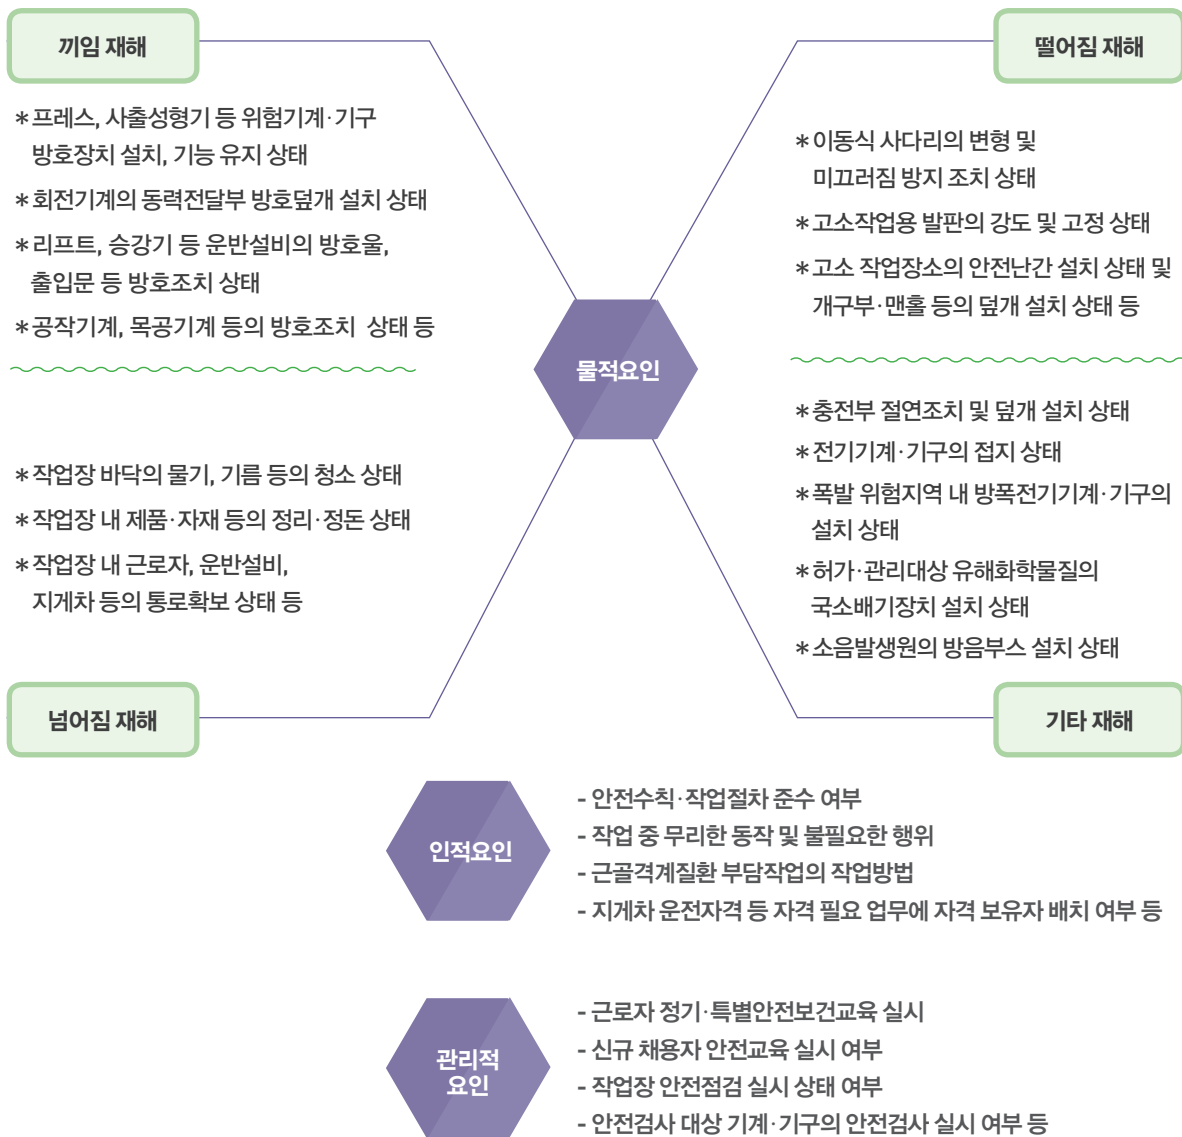 끼임 재해
*프레스, 사출성형기 등 위험기계·기구
방호장치 설치, 기능 유지 상태
*회전기계의 동력전달부 방호덮개 설치 상태
*리프트, 승강기 등 운반설비의 방호울,
출입문 등 방호조치 상태
*공작기계, 목공기계 등의 방호조치 상태 등
떨어짐 재해
*이동식 사다리의 변형 및
미끄러짐 방지 조치 상태
*고소작업용 발판의 강도 및 고정 상태
*고소 작업장소의 안전난간 설치 상태 및
개구부·맨홀 등의 덮개 설치 상태 등
물적요인
*작업장 바닥의 물기, 기름 등의 청소 상태
*작업장 내 제품·자재 등의 정리·정돈 상태
*작업장 내 근로자, 운반설비,
지게차 등의 통로확보 상태 등
넘어짐 재해
*충전부 절연조치 및 덮개 설치 상태
*전기기계·기구의 접지 상태
*폭발 위험지역 내 방폭전기기계·기구의
설치 상태
*허가·관리대상 유해화학물질의
국소배기장치 설치 상태
*소음발생원의 방음부스 설치 상태
기타 재해
인적요인
- 안전수칙·작업절차 준수 여부
- 작업 중 무리한 동작 및 불필요한 행위
- 근골격계질환 부담작업의 작업방법
- 지게차 운전자격 등 자격 필요 업무에 자격 보유자 배치 여부 등
관리적
요인
- 근로자 정기·특별안전보건교육 실시
- 신규 채용자 안전교육 실시 여부
- 작업장 안전점검 실시 상태 여부
- 안전검사 대상 기계·기구의 안전검사 실시 여부 등